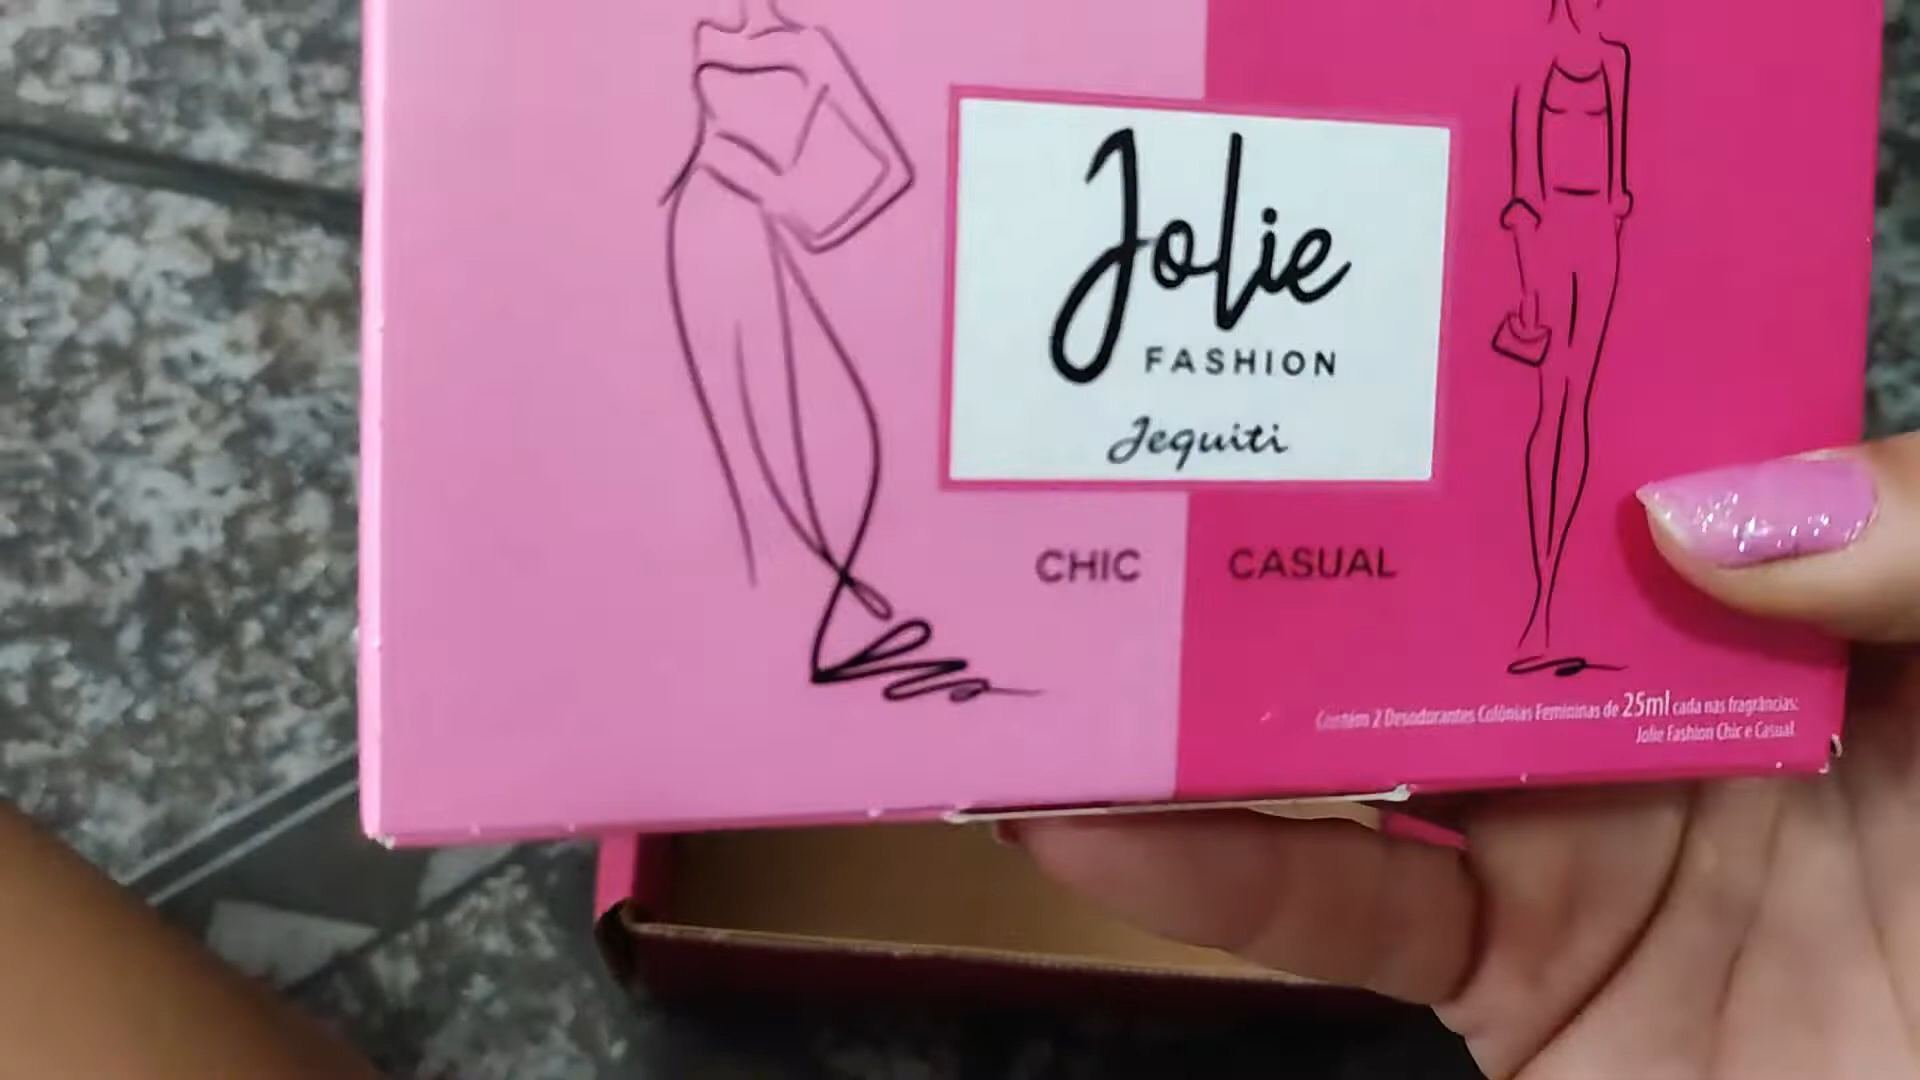 Jolie
FASHION
Jequiti
CHIC
CASUAL
Contém 2 Desodorantes Colônias Femininas de 25ml cada nas fragrâncias:
Jolie Fashion Chic e Casual.